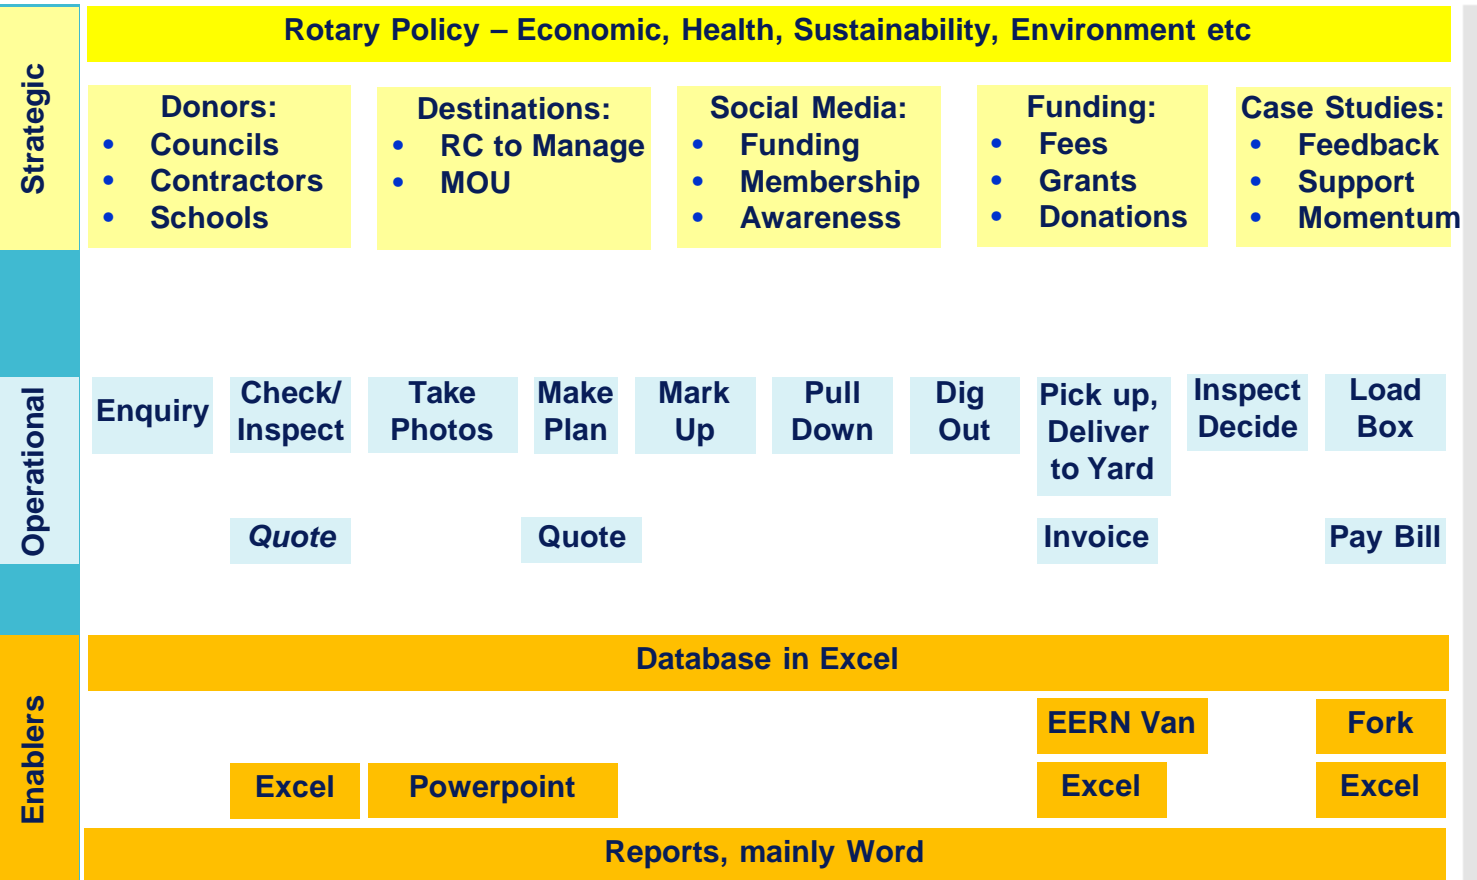 Strategic
Rotary Policy – Economic, Health, Sustainability, Environment etc
Donors:
• Councils
• Contractors
• Schools
Destinations:
• RC to Manage
• MOU
Social Media:
• Funding
• Membership
• Awareness
Funding:
• Fees
• Grants
• Donations
Case Studies:
• Feedback
• Support
• Momentum
Operational
Enquiry
Check/
Inspect
Take
Photos
Make
Plan
Mark
Up
Pull
Down
Dig
Out
Pick up,
Deliver
to Yard
Inspect
Decide
Load
Box
Quote
Quote
Invoice
Pay Bill
Enablers
Database in Excel
EERN Van
Fork
Excel
Powerpoint
Excel
Excel
Reports, mainly Word